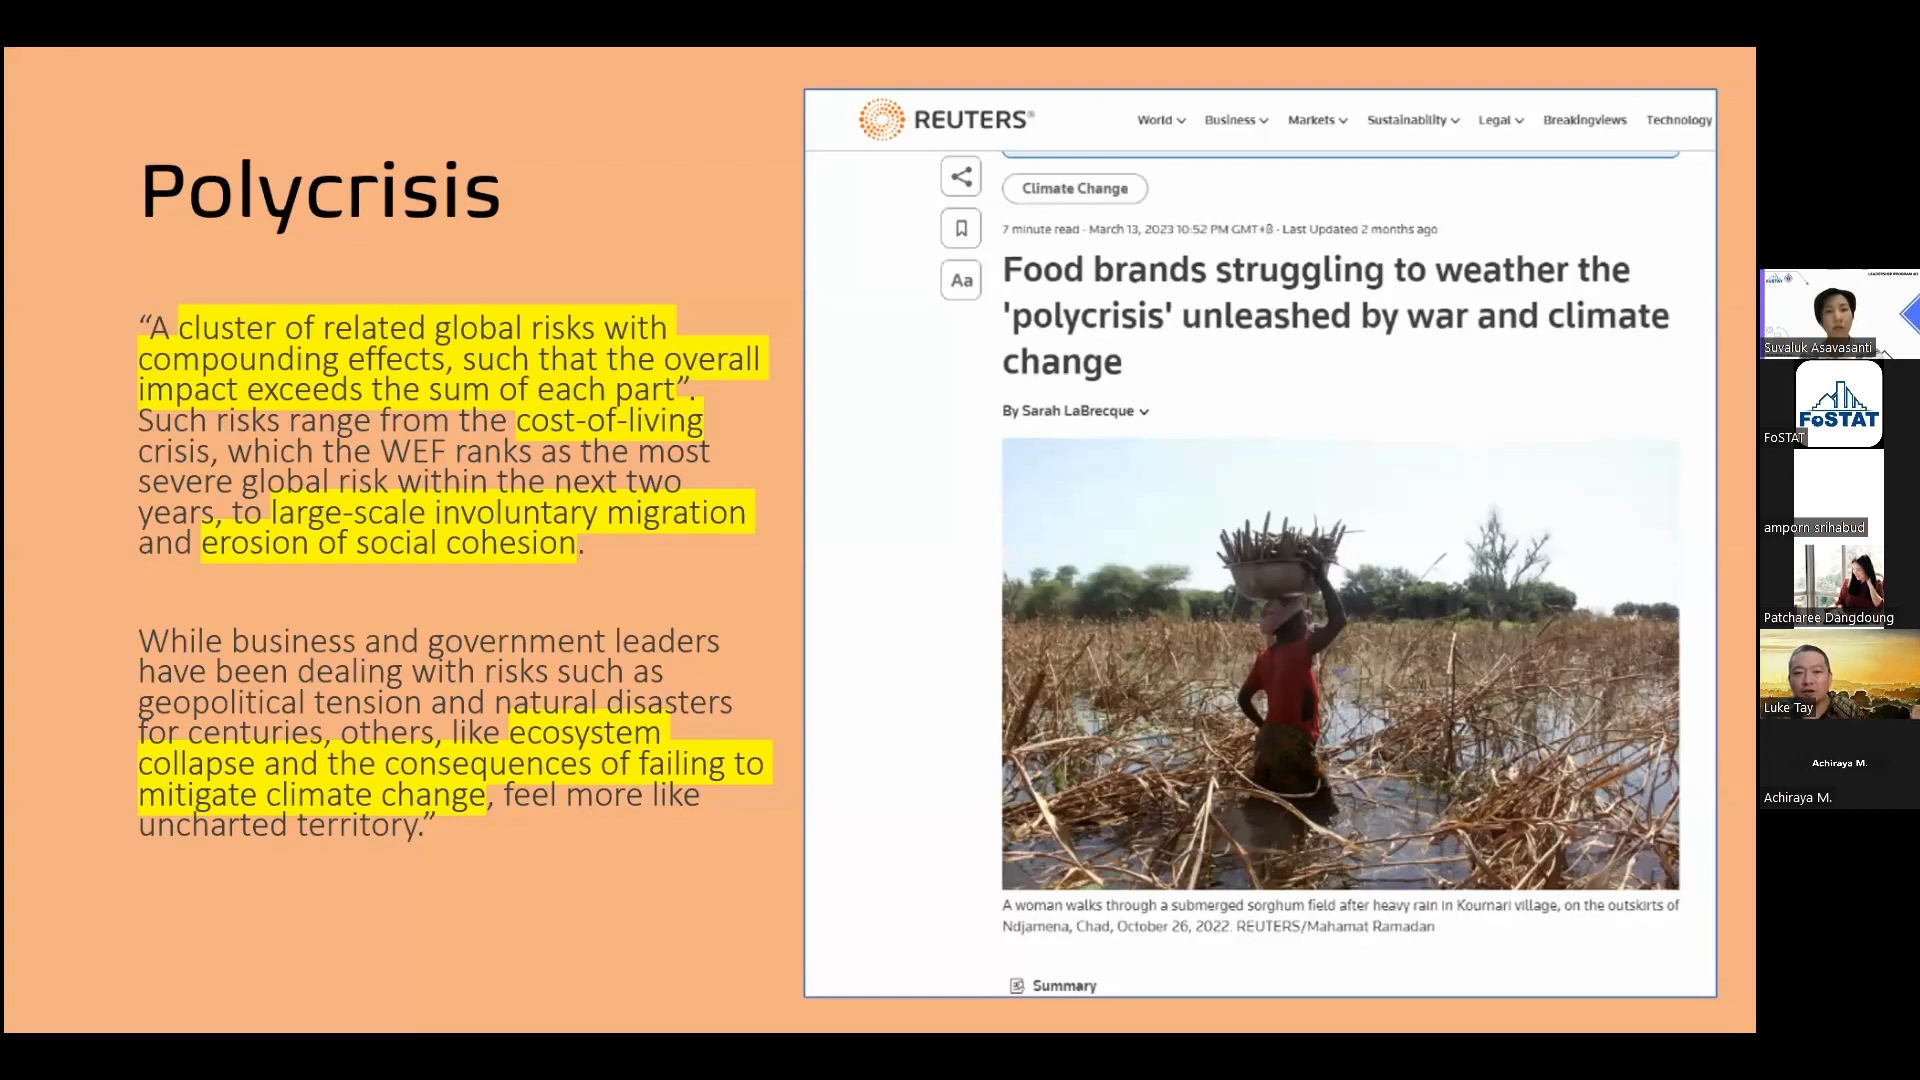 Polycrisis
“A cluster of related global risks with
compounding effects, such that the overall
impact exceeds the sum of each part”.
Such risks range from the cost-of-living
crisis, which the WEF ranks as the most
severe global risk within the next two
years, to large-scale involuntary migration
and erosion of social cohesion.
While business and government leaders
have been dealing with risks such as
geopolitical tension and natural disasters
for centuries, others, like ecosystem
collapse and the consequences of failing to
mitigate climate change, feel more like
uncharted territory.”
REUTERS®
World Business Markets Sustainability Legal Breakingviews Technology
Climate Change
7 minute read · March 13, 2023 10:52 PM GMT+8 · Last Updated 2 months ago
Aa
Food brands struggling to weather the
'polycrisis' unleashed by war and climate
change
By Sarah LaBrecque
A woman walks through a submerged sorghum field after heavy rain in Koumari village, on the outskirts of
Ndjamena, Chad, October 26, 2022. REUTERS/Mahamat Ramadan
Summary
LEADERSHIP PROGRAM
Suvaluk Asavasanti
FoSTAT
FoSTAT
amporn srihabud
Patcharee Dangdoung
Luke Tay
Achiraya M.
Achiraya M.